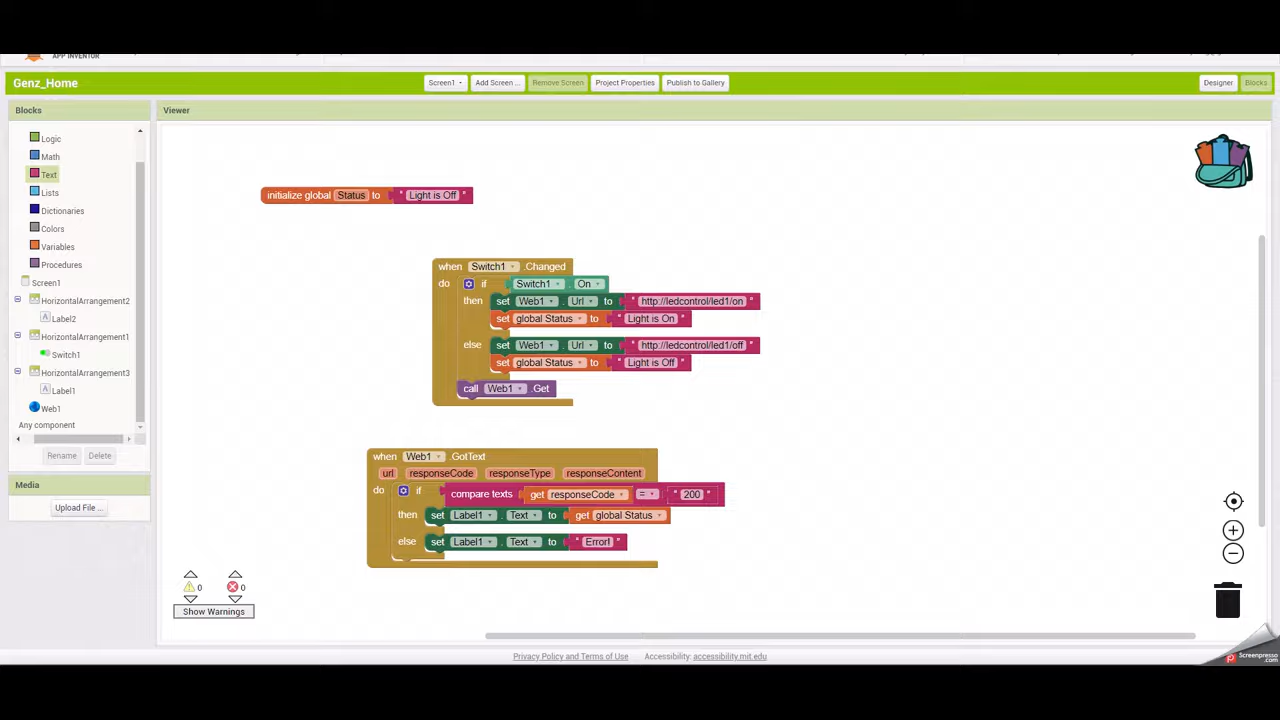 APP INVENTOR
Genz_Home
Screen1
Add Screen ...
Remove Screen
Project Properties
Publish to Gallery
Designer
Blocks
Blocks
Viewer
Logic
Math
Text
Lists
Dictionaries
Colors
Variables
Procedures
Screen1
HorizontalArrangement2
Label2
HorizontalArrangement1
Switch1
HorizontalArrangement3
Label1
Web1
Any component
Rename
Delete
Media
Upload File ...
initialize global Status to " Light is Off "
when Switch1 .Changed
do if Switch1 . On
then set Web1 . Url to " http://ledcontrol/led1/on "
set global Status to " Light is On "
else set Web1 . Url to " http://ledcontrol/led1/off "
set global Status to " Light is Off "
call Web1 .Get
when Web1 .GotText
url responseCode responseType responseContent
do if compare texts get responseCode = " 200 "
then set Label1 . Text to get global Status
else set Label1 . Text to " Error! "
0
0
Show Warnings
Privacy Policy and Terms of Use
Accessibility: accessibility.mit.edu
Screenpresso
.com